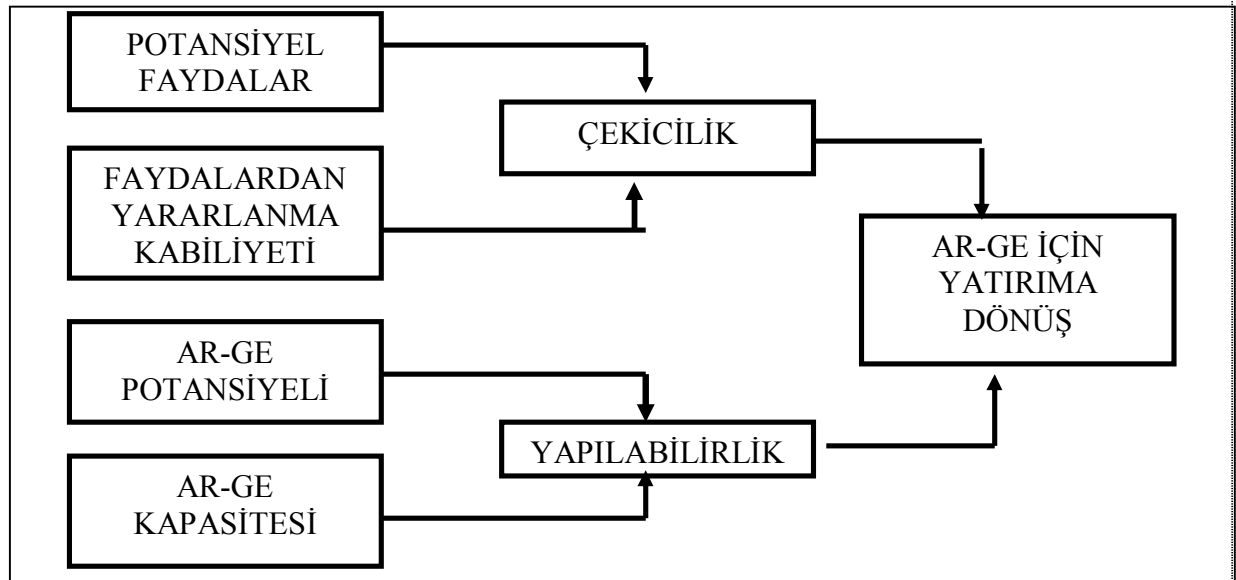 POTANSİYEL
FAYDALAR
ÇEKİCİLİK
FAYDALARDAN
YARARLANMA
KABİLİYETİ
AR-GE İÇİN
YATIRIMA
DÖNÜŞ
AR-GE
POTANSİYELİ
YAPILABİLİRLİK
AR-GE
KAPASİTESİ